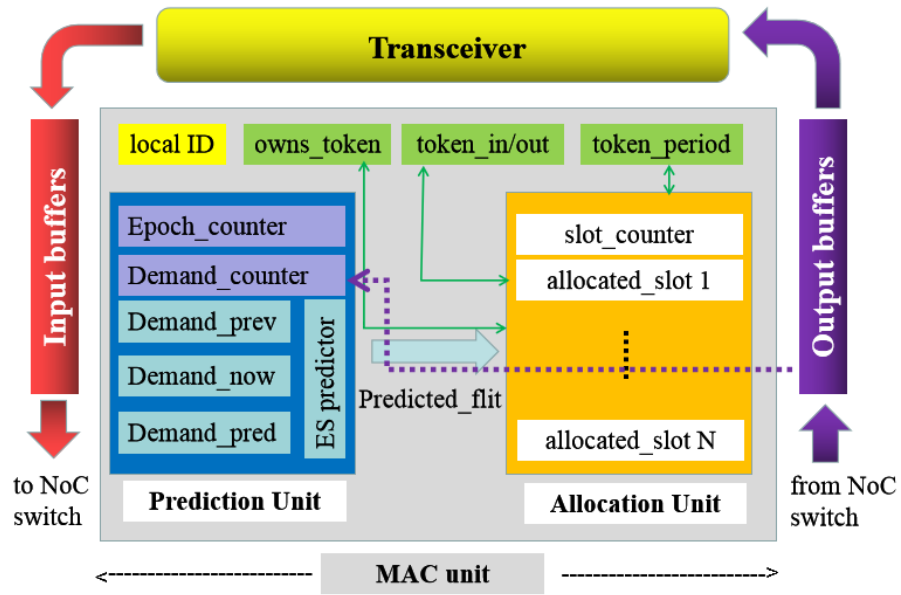 Transceiver
local ID
owns_token
token_in/out
token_period
Input buffers
Output buffers
Epoch_counter
Demand_counter
Demand_prev
Demand_now
Demand_pred
ES predictor
Predicted_flit
slot_counter
allocated_slot 1
allocated_slot N
Prediction Unit
Allocation Unit
to NoC
switch
from NoC
switch
MAC unit